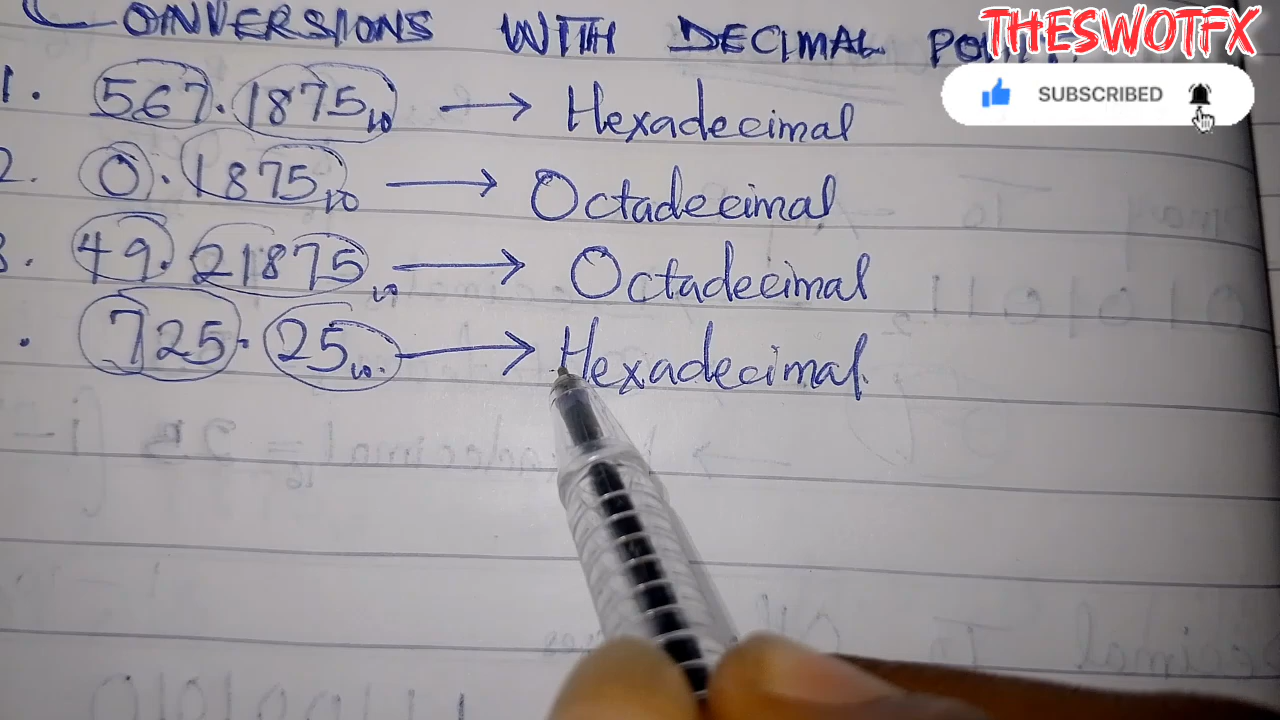 CONVERSIONS WITH DECIMAL
THESWOTFX
SUBSCRIBED
1. 567.1875₁₀ → Hexadecimal
2. 0.1875₁₀ → Octadecimal
3. 49.21875₁₀ → Octadecimal
. 725.25₁₀. → Hexadecimal.